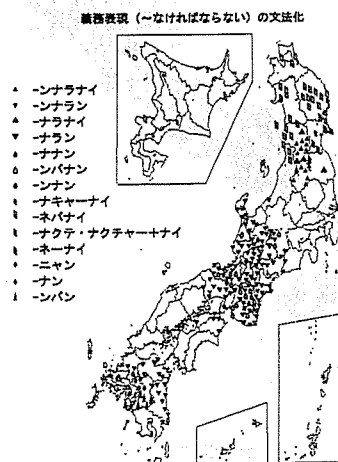 義務表現（～なければならない）の文法化
-ンナラナイ
-ンナラン
-ナラナイ
-ナラン
-ナナン
-ンバナン
-ンナン
-ナキャーナイ
-ネバナイ
-ナクテ・ナクチャー+ナイ
-ネーナイ
-ニャン
-ナン
-ンバン